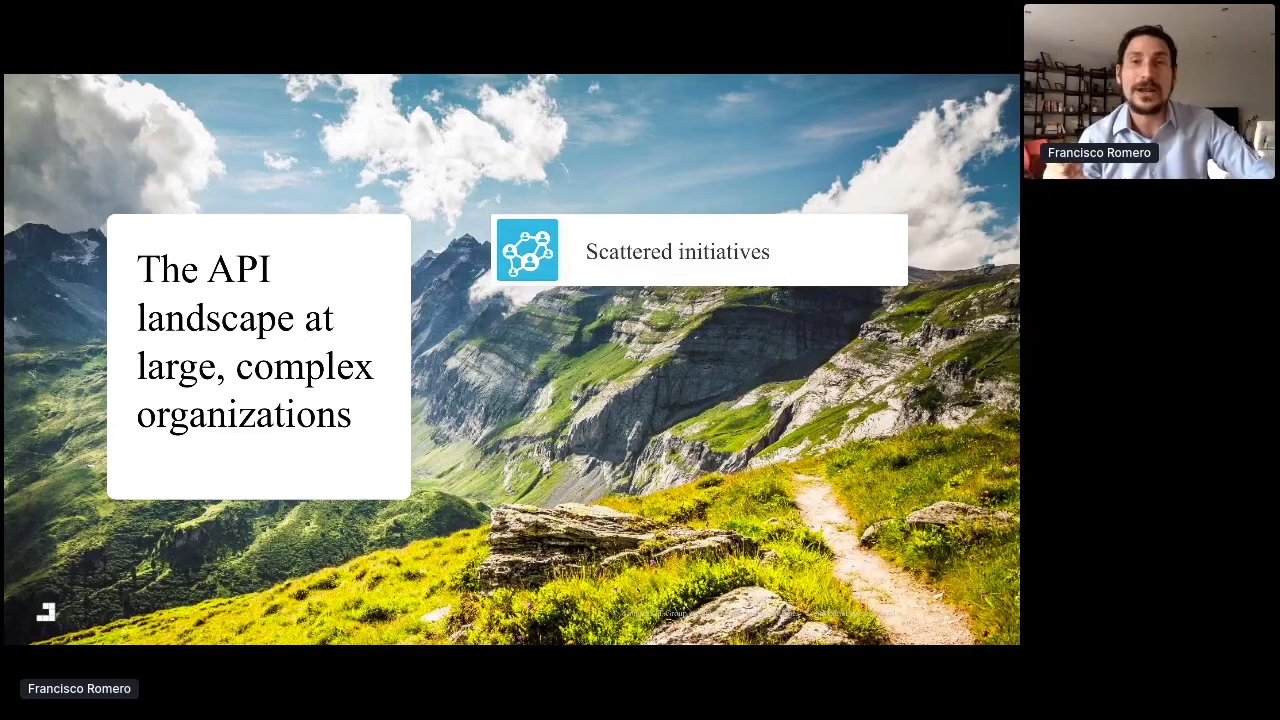 The API
landscape at
large, complex
organizations
Scattered initiatives
Francisco Romero
Francisco Romero